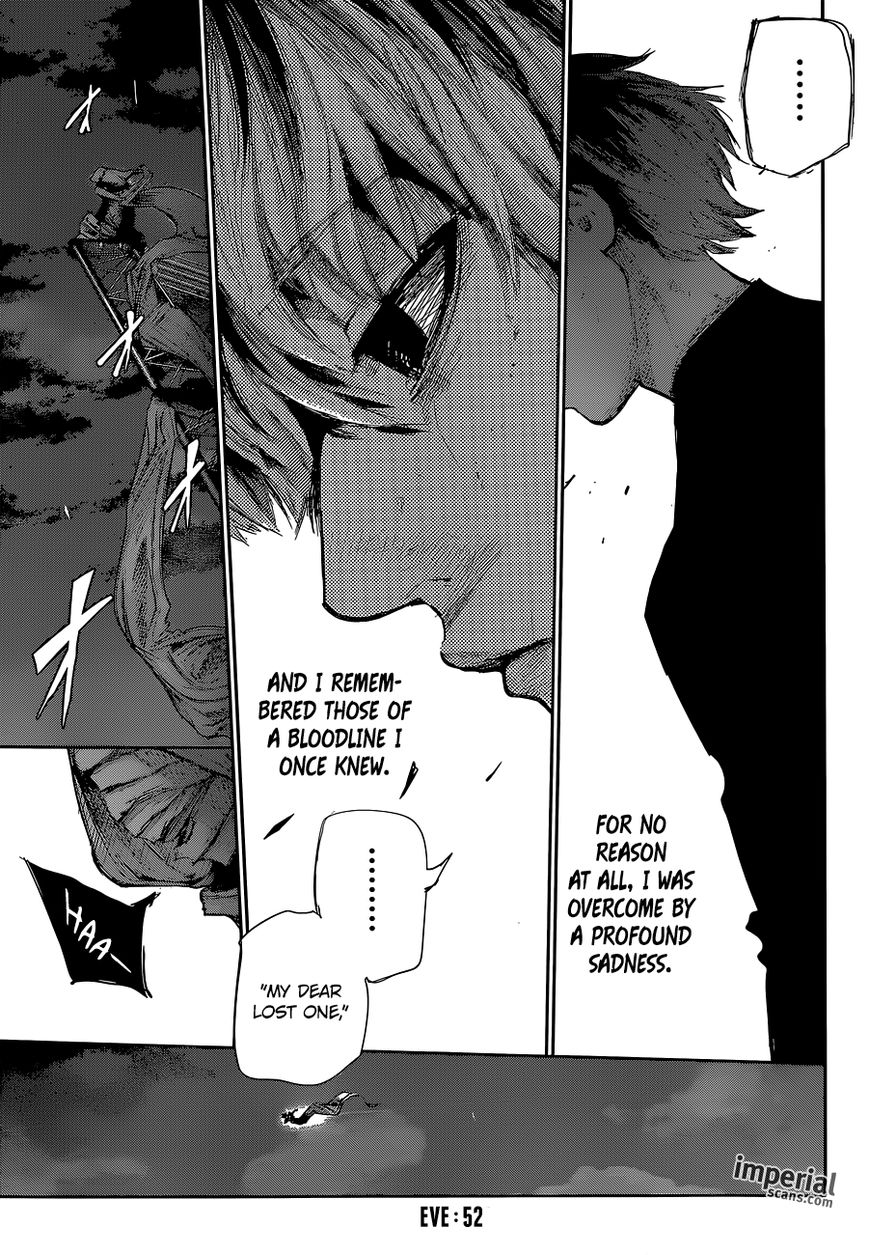 ......
FOR NO
REASON
AT ALL, I WAS
OVERCOME BY
A PROFOUND
SADNESS.
AND I REMEM-
BERED THOSE OF
A BLOODLINE I
ONCE KNEW.
........
"MY DEAR
LOST ONE,"
HAA—
imperial
scans.com
EVE : 52